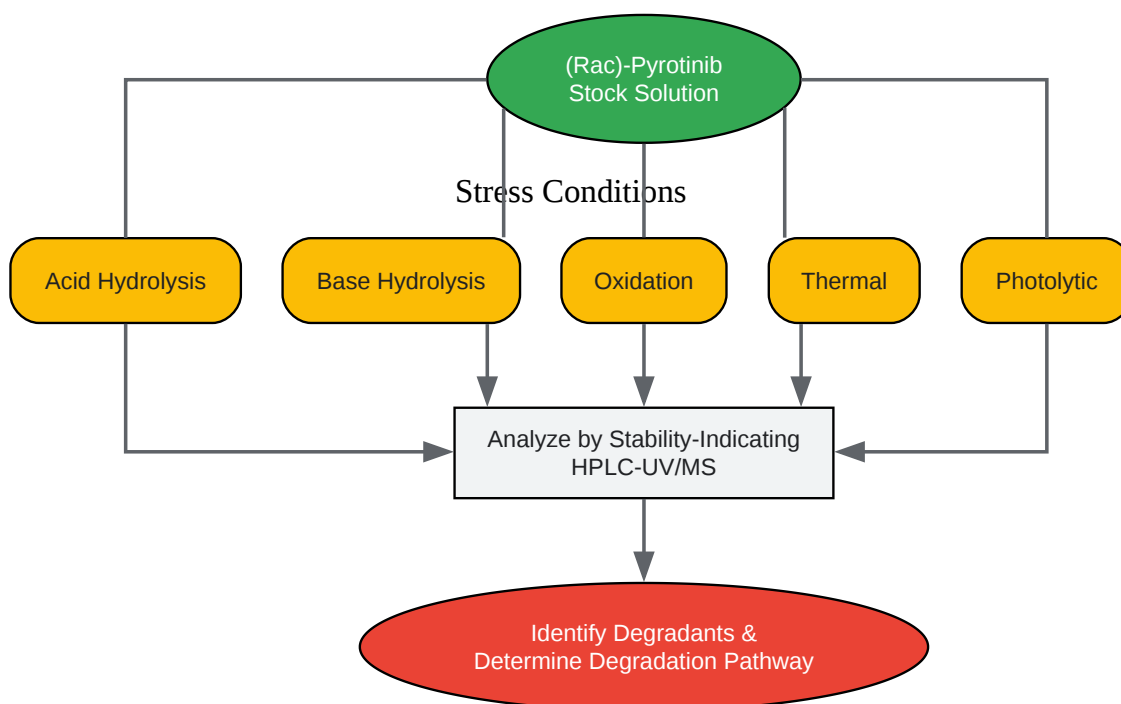 (Rac)-Pyrotinib
Stock Solution
Stress Conditions
Acid Hydrolysis
Base Hydrolysis
Oxidation
Thermal
Photolytic
Analyze by Stability-Indicating
HPLC-UV/MS
Identify Degradants &
Determine Degradation Pathway